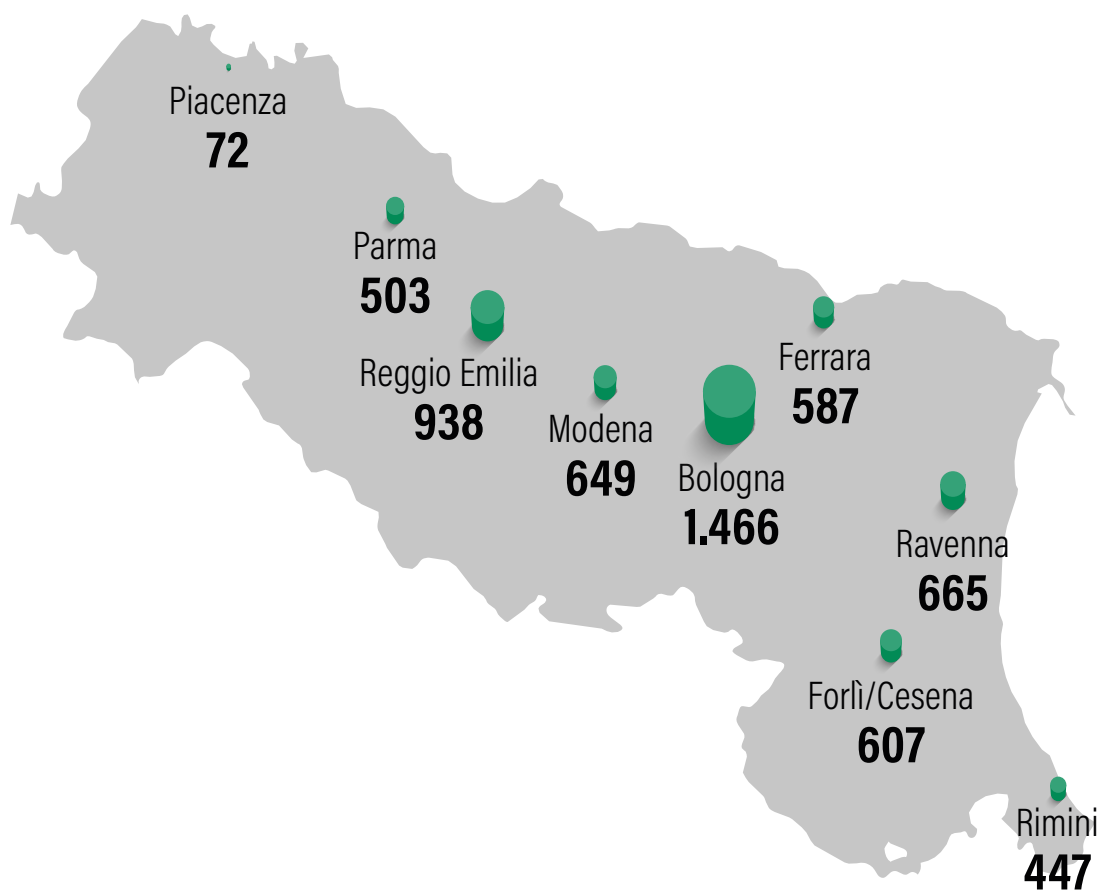 Piacenza
72
Parma
503
Reggio Emilia
938
Modena
649
Bologna
1.466
Ferrara
587
Ravenna
665
Forlì/Cesena
607
Rimini
447